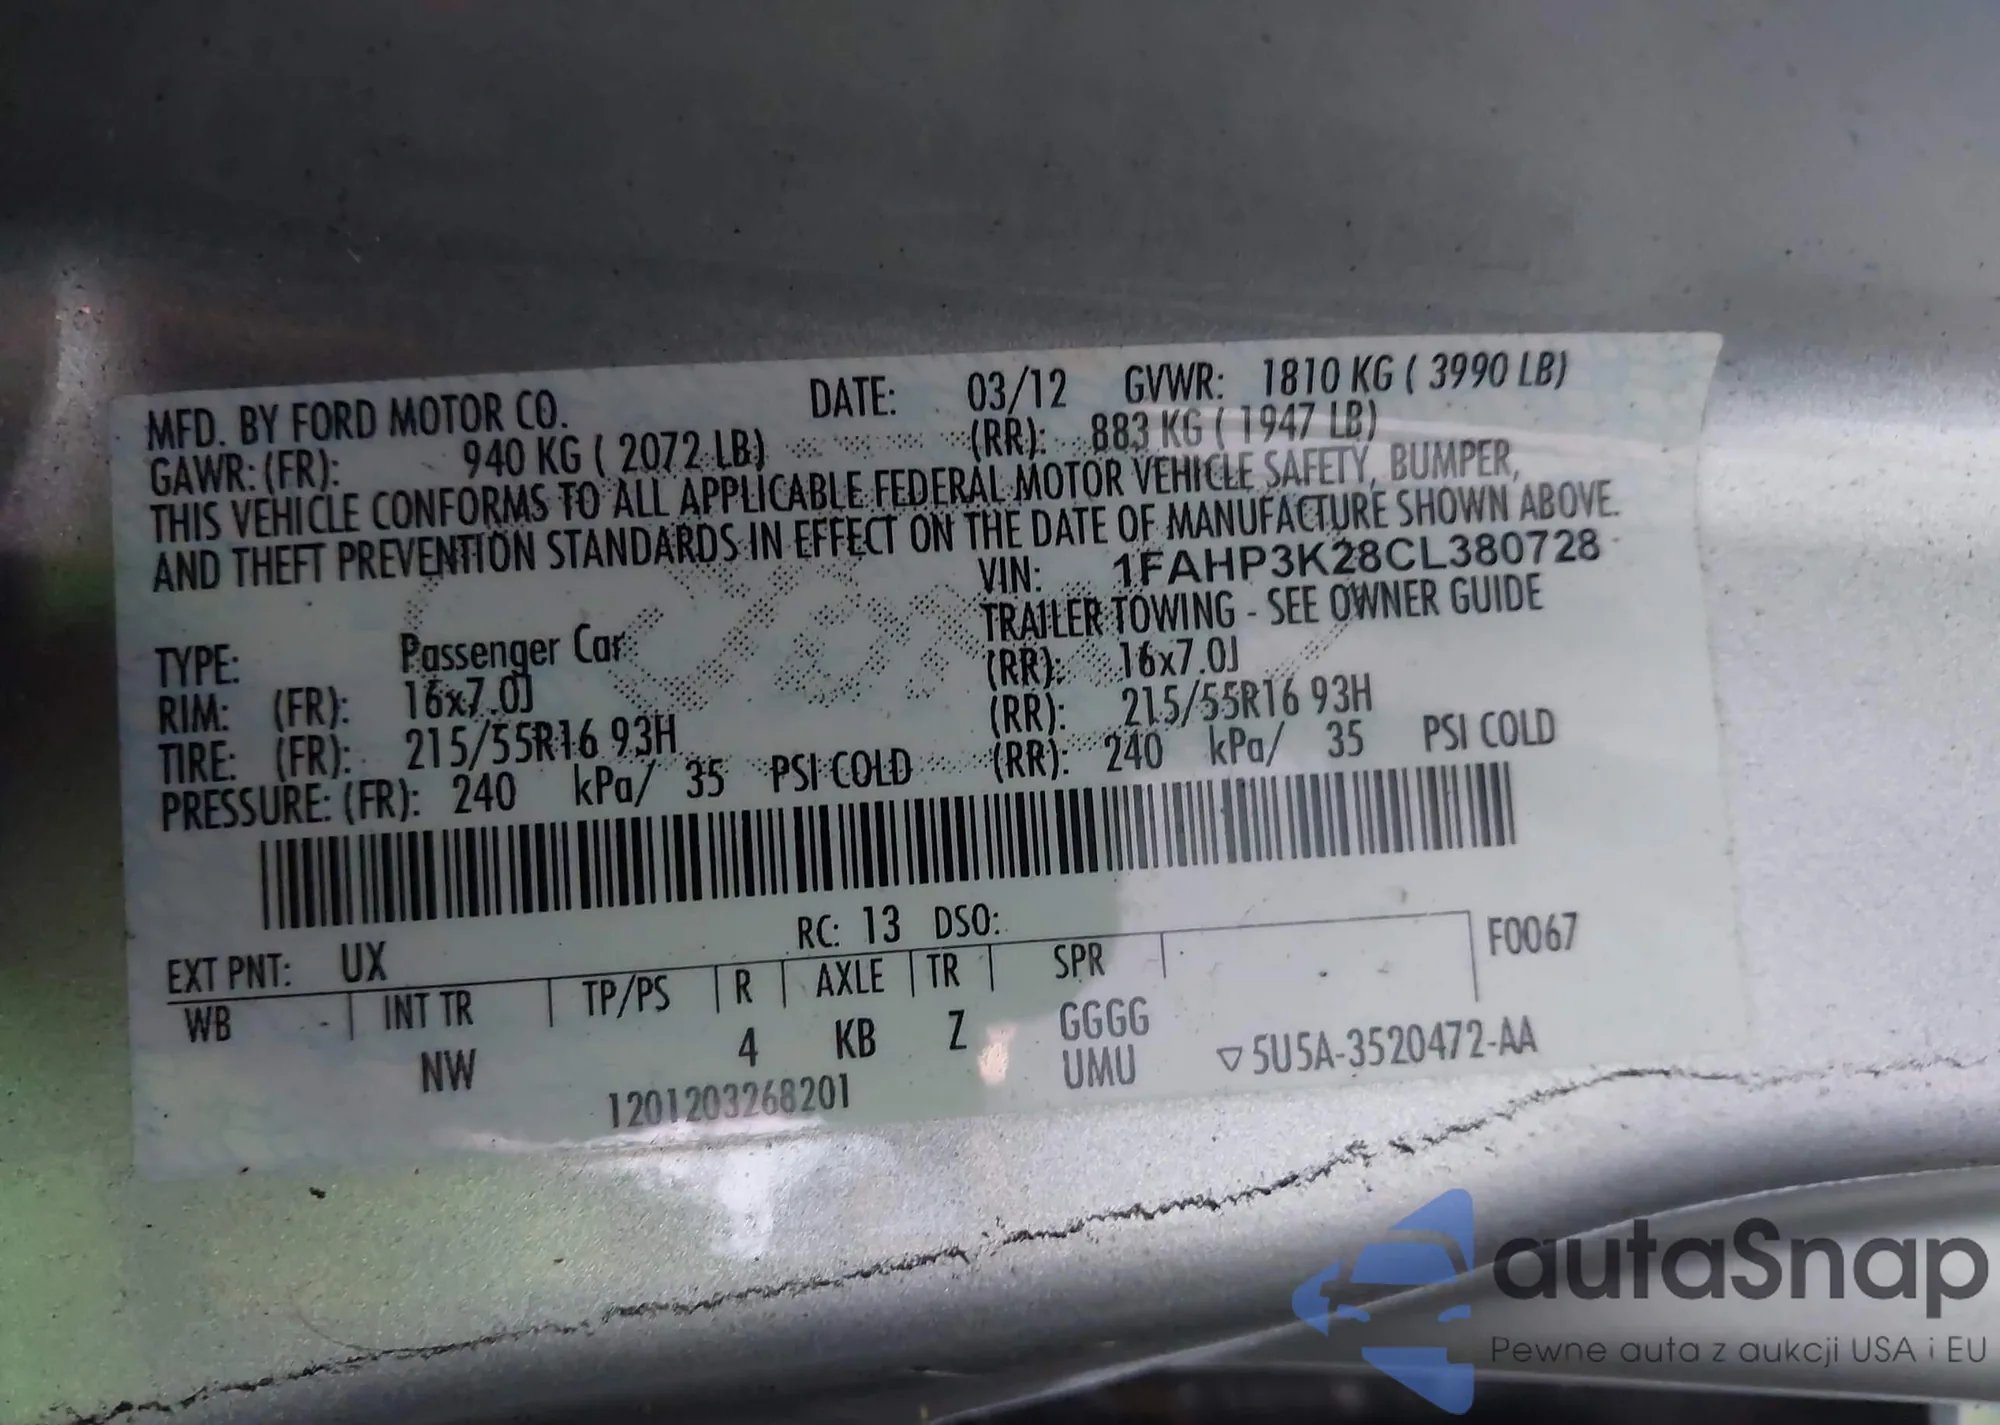 MFD. BY FORD MOTOR CO. DATE: 03/12 GVWR: 1810 KG ( 3990 LB)
GAWR: (FR): 940 KG ( 2072 LB) (RR): 883 KG ( 1947 LB)
THIS VEHICLE CONFORMS TO ALL APPLICABLE FEDERAL MOTOR VEHICLE SAFETY, BUMPER,
AND THEFT PREVENTION STANDARDS IN EFFECT ON THE DATE OF MANUFACTURE SHOWN ABOVE.
VIN: 1FAHP3K28CL380728
TRAILER TOWING - SEE OWNER GUIDE
TYPE: Passenger Car
RIM: (FR): 16x7.0J (RR): 16x7.0J
TIRE: (FR): 215/55R16 93H (RR): 215/55R16 93H
PRESSURE: (FR): 240 kPa/ 35 PSI COLD (RR): 240 kPa/ 35 PSI COLD
EXT PNT: UX RC: 13 DSO: F0067
WB INT TR TP/PS R AXLE TR SPR
NW 4 KB Z GGGG
UMU ▽5U5A-3520472-AA
1201203268201
autaSnap
Pewne auta z aukcji USA i EU